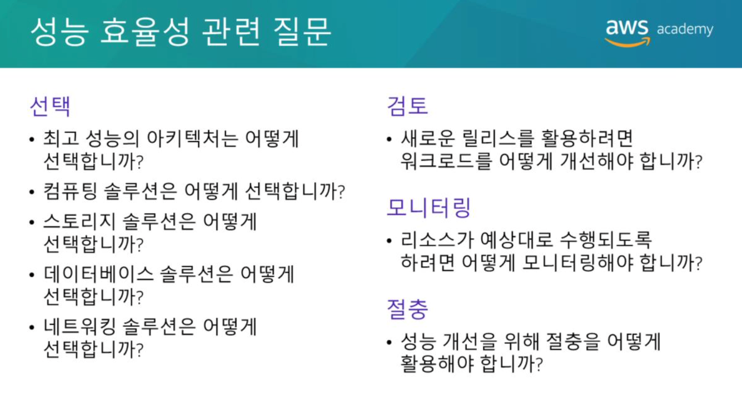 성능 효율성 관련 질문
aws academy
선택
• 최고 성능의 아키텍처는 어떻게
선택합니까?
• 컴퓨팅 솔루션은 어떻게 선택합니까?
• 스토리지 솔루션은 어떻게
선택합니까?
• 데이터베이스 솔루션은 어떻게
선택합니까?
• 네트워킹 솔루션은 어떻게
선택합니까?
검토
• 새로운 릴리스를 활용하려면
워크로드를 어떻게 개선해야 합니까?
모니터링
• 리소스가 예상대로 수행되도록
하려면 어떻게 모니터링해야 합니까?
절충
• 성능 개선을 위해 절충을 어떻게
활용해야 합니까?